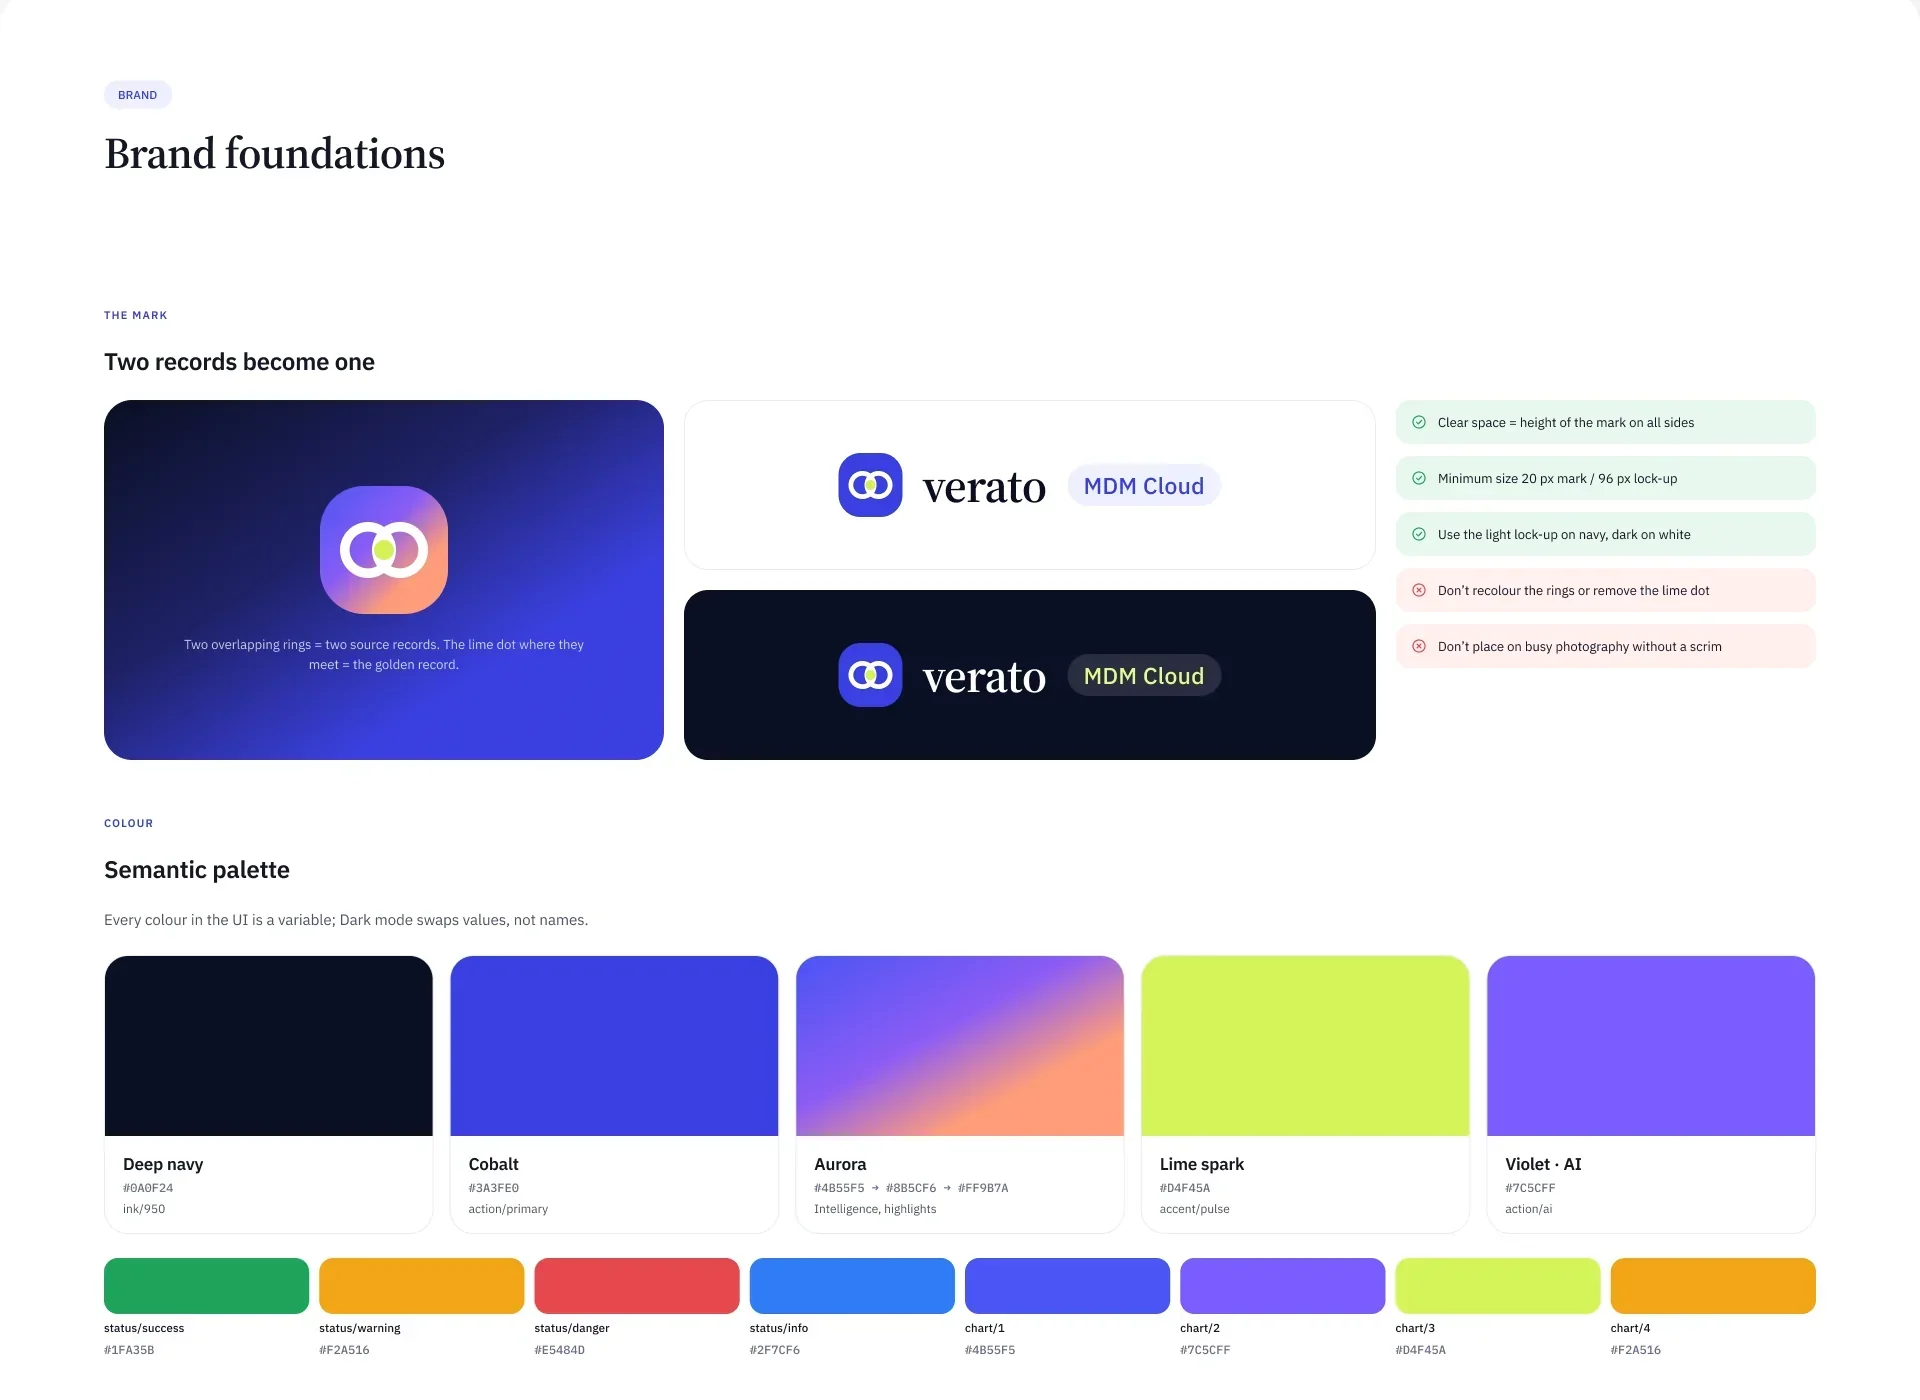 BRAND
Brand foundations
THE MARK
Two records become one
Two overlapping rings = two source records. The lime dot where they
meet = the golden record.
verato MDM Cloud
verato MDM Cloud
Clear space = height of the mark on all sides
Minimum size 20 px mark / 96 px lock-up
Use the light lock-up on navy, dark on white
Don’t recolour the rings or remove the lime dot
Don’t place on busy photography without a scrim
COLOUR
Semantic palette
Every colour in the UI is a variable; Dark mode swaps values, not names.
Deep navy
#0A0F24
ink/950
Cobalt
#3A3FE0
action/primary
Aurora
#4B55F5 → #8B5CF6 → #FF9B7A
Intelligence, highlights
Lime spark
#D4F45A
accent/pulse
Violet · AI
#7C5CFF
action/ai
status/success
#1FA35B
status/warning
#F2A516
status/danger
#E5484D
status/info
#2F7CF6
chart/1
#4B55F5
chart/2
#7C5CFF
chart/3
#D4F45A
chart/4
#F2A516